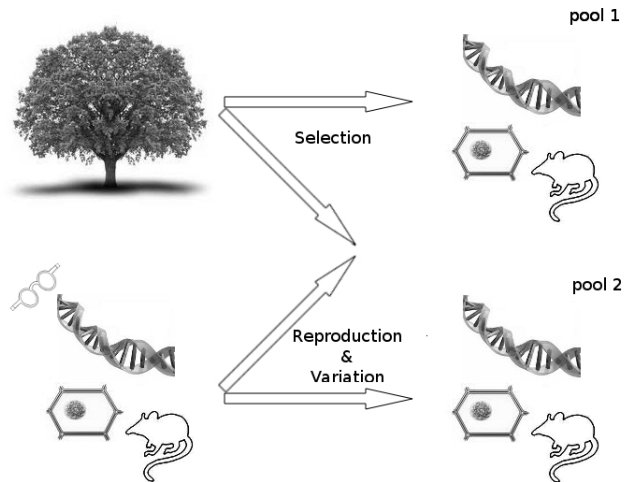 pool 1
Selection
pool 2
Reproduction
&
Variation